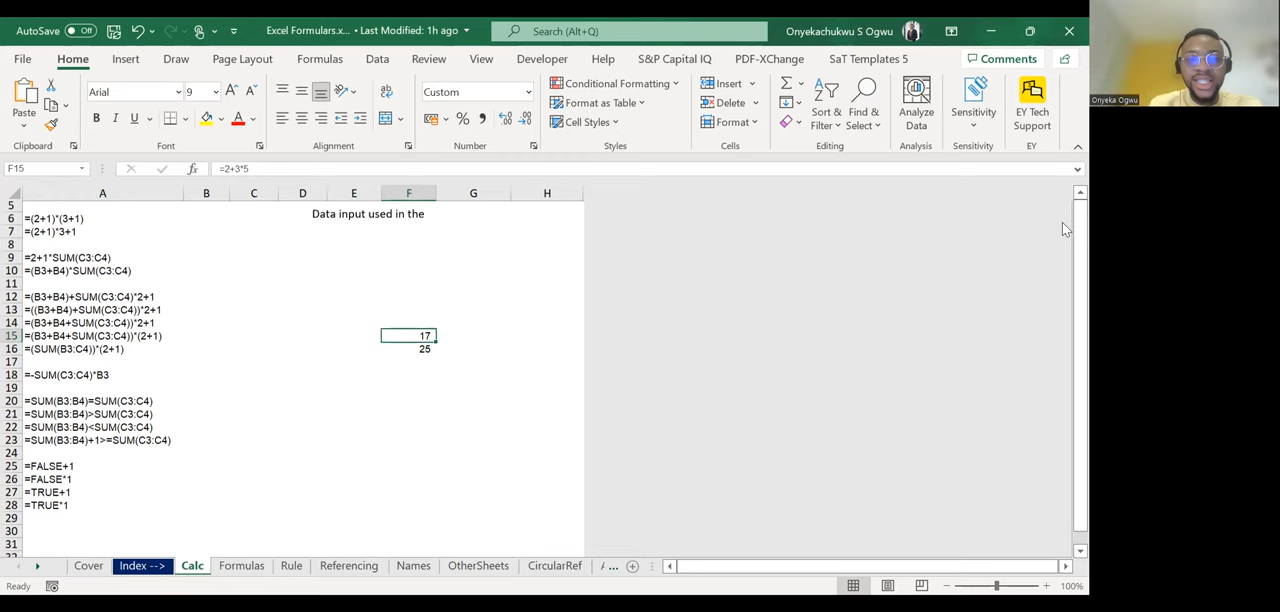 AutoSave Off Excel Formulars.x... • Last Modified: 1h ago Search (Alt+Q) Onyekachukwu S Ogwu
File Home Insert Draw Page Layout Formulas Data Review View Developer Help S&P Capital IQ PDF-XChange SaT Templates 5 Comments
Paste Arial 9 Custom Conditional Formatting Insert
Format as Table Delete Sort & Filter Find & Select Analyze Data Sensitivity EY Tech Support
B I U A % Cell Styles Format
Clipboard Font Alignment Number Styles Cells Editing Analysis Sensitivity EY
F15 fx =2+3*5
A B C D E F G H
5
6 =(2+1)*(3+1) Data input used in the
7 =(2+1)*3+1
8
9 =2+1*SUM(C3:C4)
10 =(B3+B4)*SUM(C3:C4)
11
12 =(B3+B4)+SUM(C3:C4)*2+1
13 =((B3+B4)+SUM(C3:C4))*2+1
14 =(B3+B4+SUM(C3:C4))*2+1
15 =(B3+B4+SUM(C3:C4))*(2+1) 17
16 =(SUM(B3:C4))*(2+1) 25
17
18 =-SUM(C3:C4)*B3
19
20 =SUM(B3:B4)=SUM(C3:C4)
21 =SUM(B3:B4)>SUM(C3:C4)
22 =SUM(B3:B4)<SUM(C3:C4)
23 =SUM(B3:B4)+1>=SUM(C3:C4)
24
25 =FALSE+1
26 =FALSE*1
27 =TRUE+1
28 =TRUE*1
29
30
31
Cover Index --> Calc Formulas Rule Referencing Names OtherSheets CircularRef ...
Ready 100%
Onyeka Ogwu